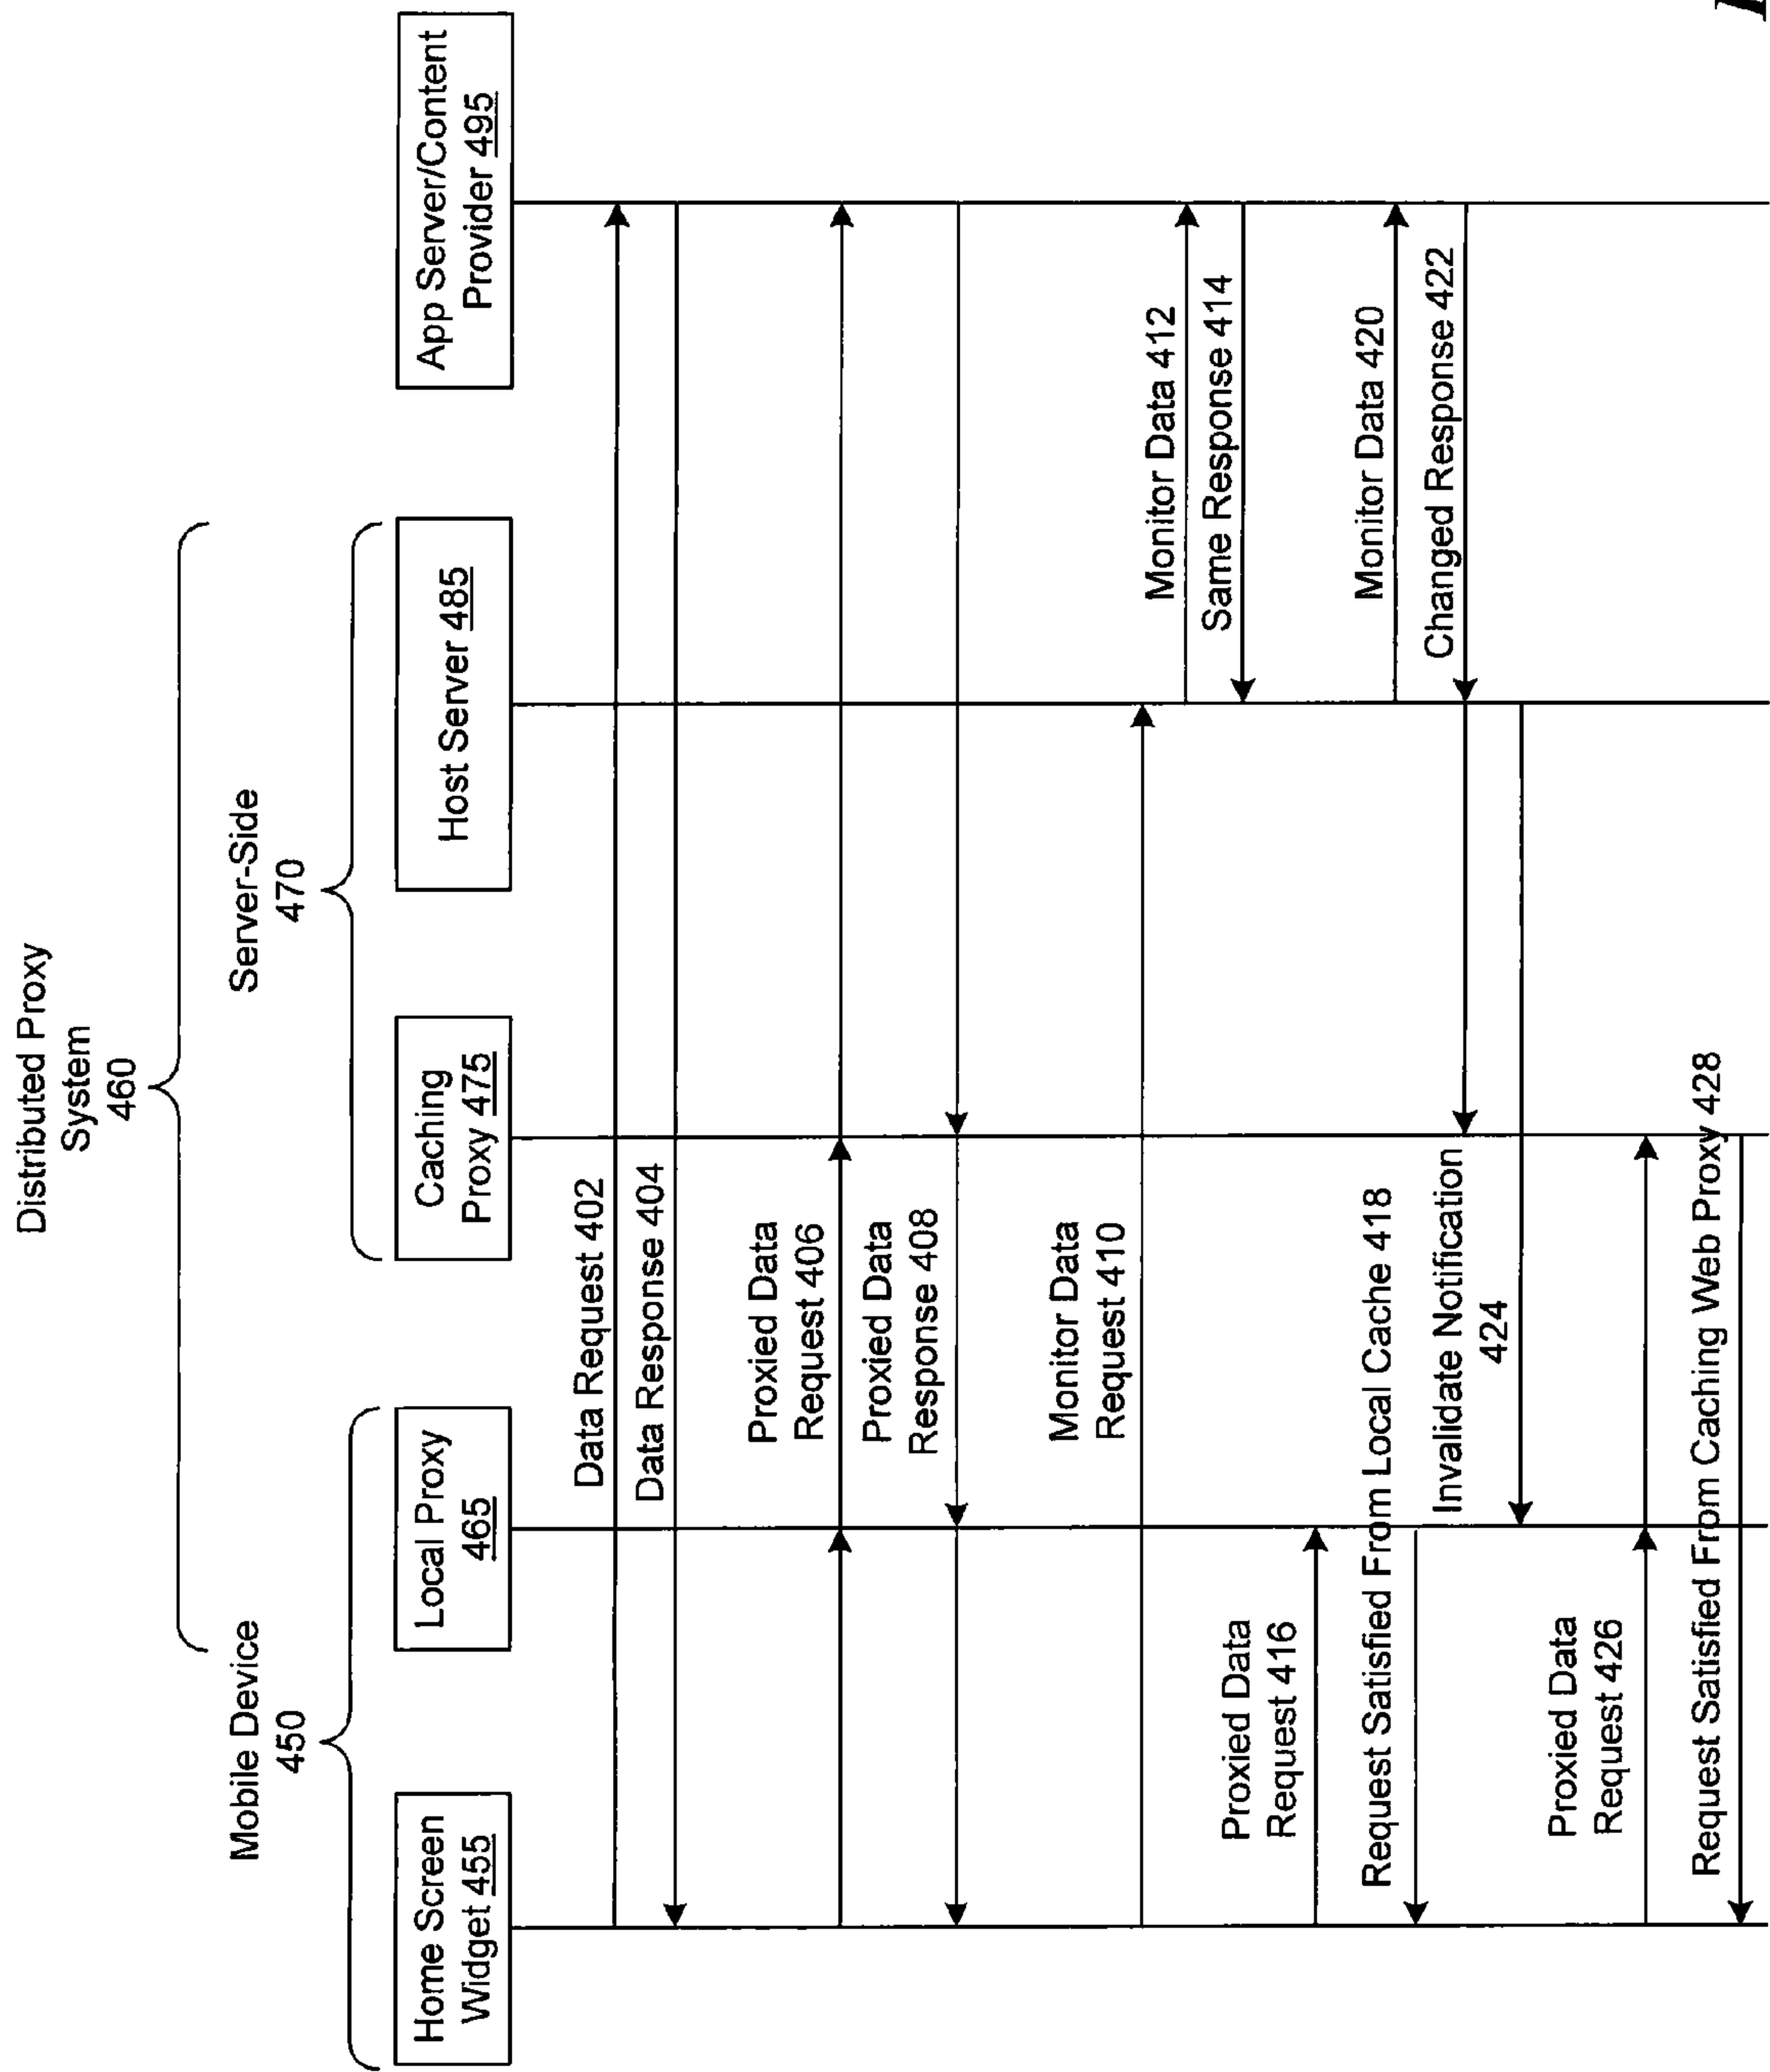 Distributed Proxy
System
460
Mobile Device
450
Server-Side
470
Home Screen
Widget 455
Local Proxy
465
Caching
Proxy 475
Host Server 485
App Server/Content
Provider 495
Data Request 402
Data Response 404
Proxied Data
Request 406
Proxied Data
Response 408
Monitor Data
Request 410
Monitor Data 412
Same Response 414
Proxied Data
Request 416
Request Satisfied From Local Cache 418
Monitor Data 420
Changed Response 422
Invalidate Notification
424
Proxied Data
Request 426
Request Satisfied From Caching Web Proxy 428